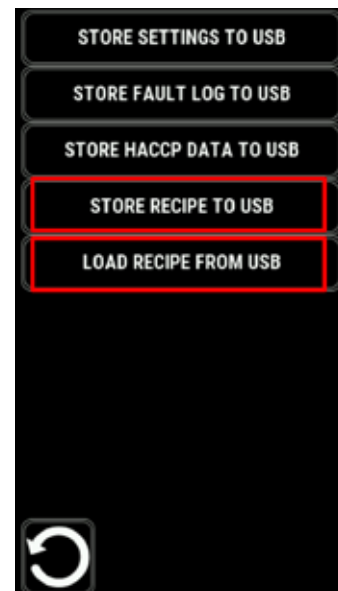 STORE SETTINGS TO USB
STORE FAULT LOG TO USB
STORE HACCP DATA TO USB
STORE RECIPE TO USB
LOAD RECIPE FROM USB